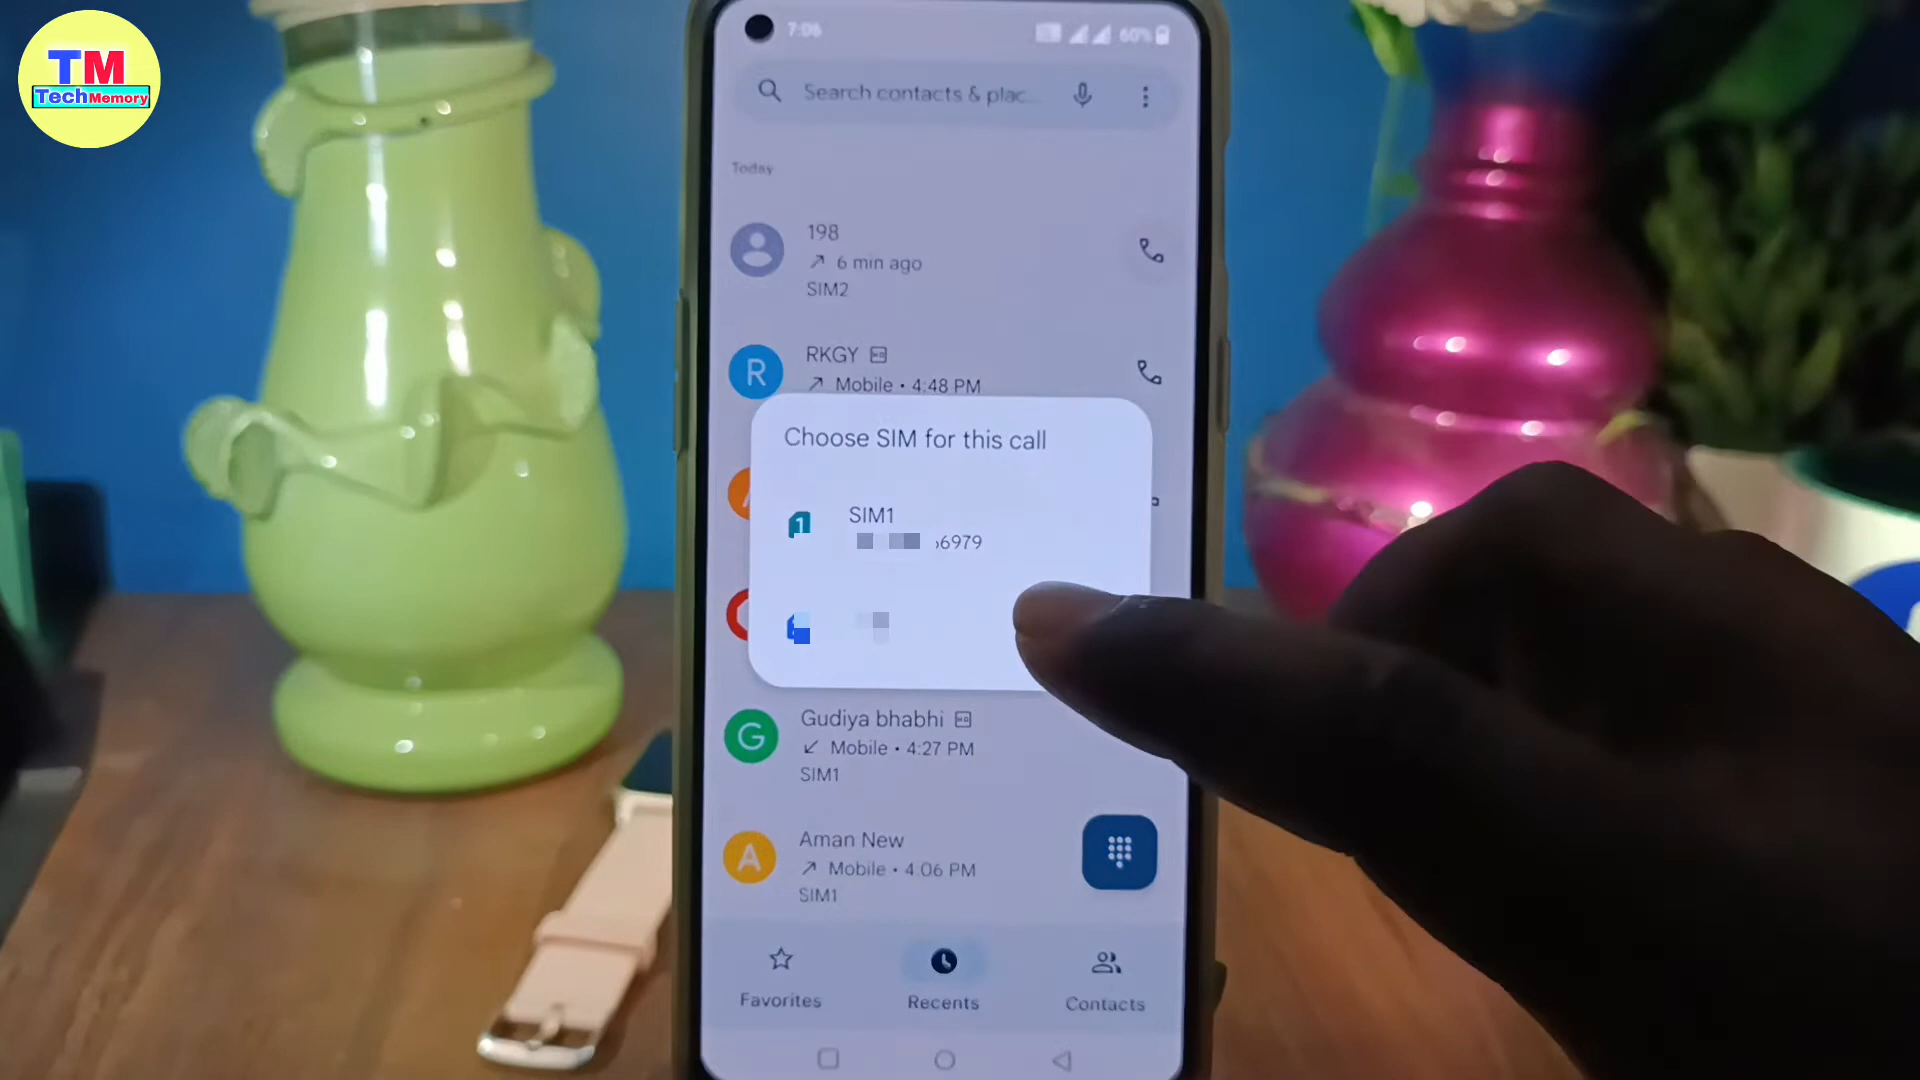 TM
TechMemory
7:06
60%
Search contacts & plac...
Today
198
6 min ago
SIM2
R
RKGY
Mobile • 4:48 PM
Choose SIM for this call
1
SIM1
6979
G
Gudiya bhabhi
Mobile • 4:27 PM
SIM1
A
Aman New
Mobile • 4:06 PM
SIM1
Favorites
Recents
Contacts